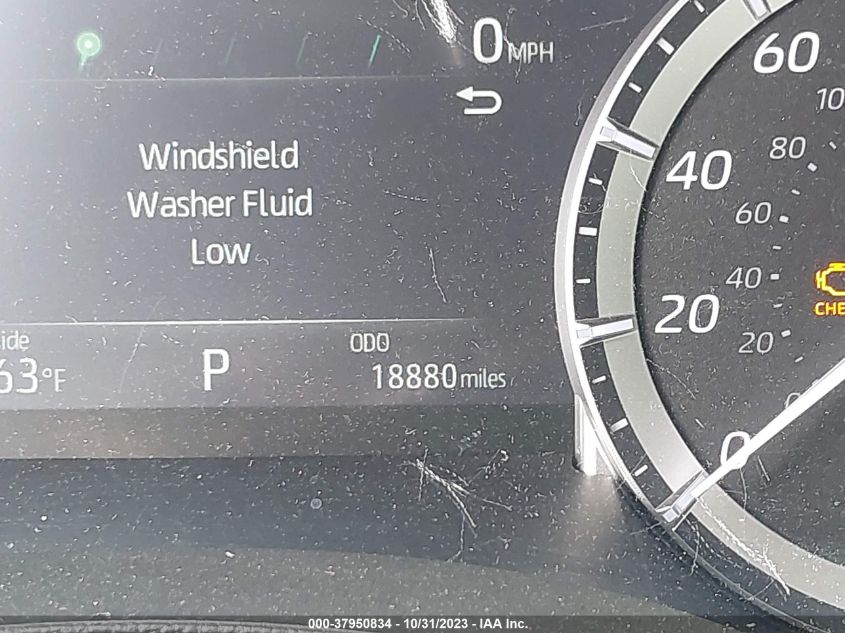 0 MPH
Windshield
Washer Fluid
Low
63°F
P
ODO
18880 miles
60
40
20
0
80
60
40
20
000-37950834 - 10/31/2023 - IAA Inc.